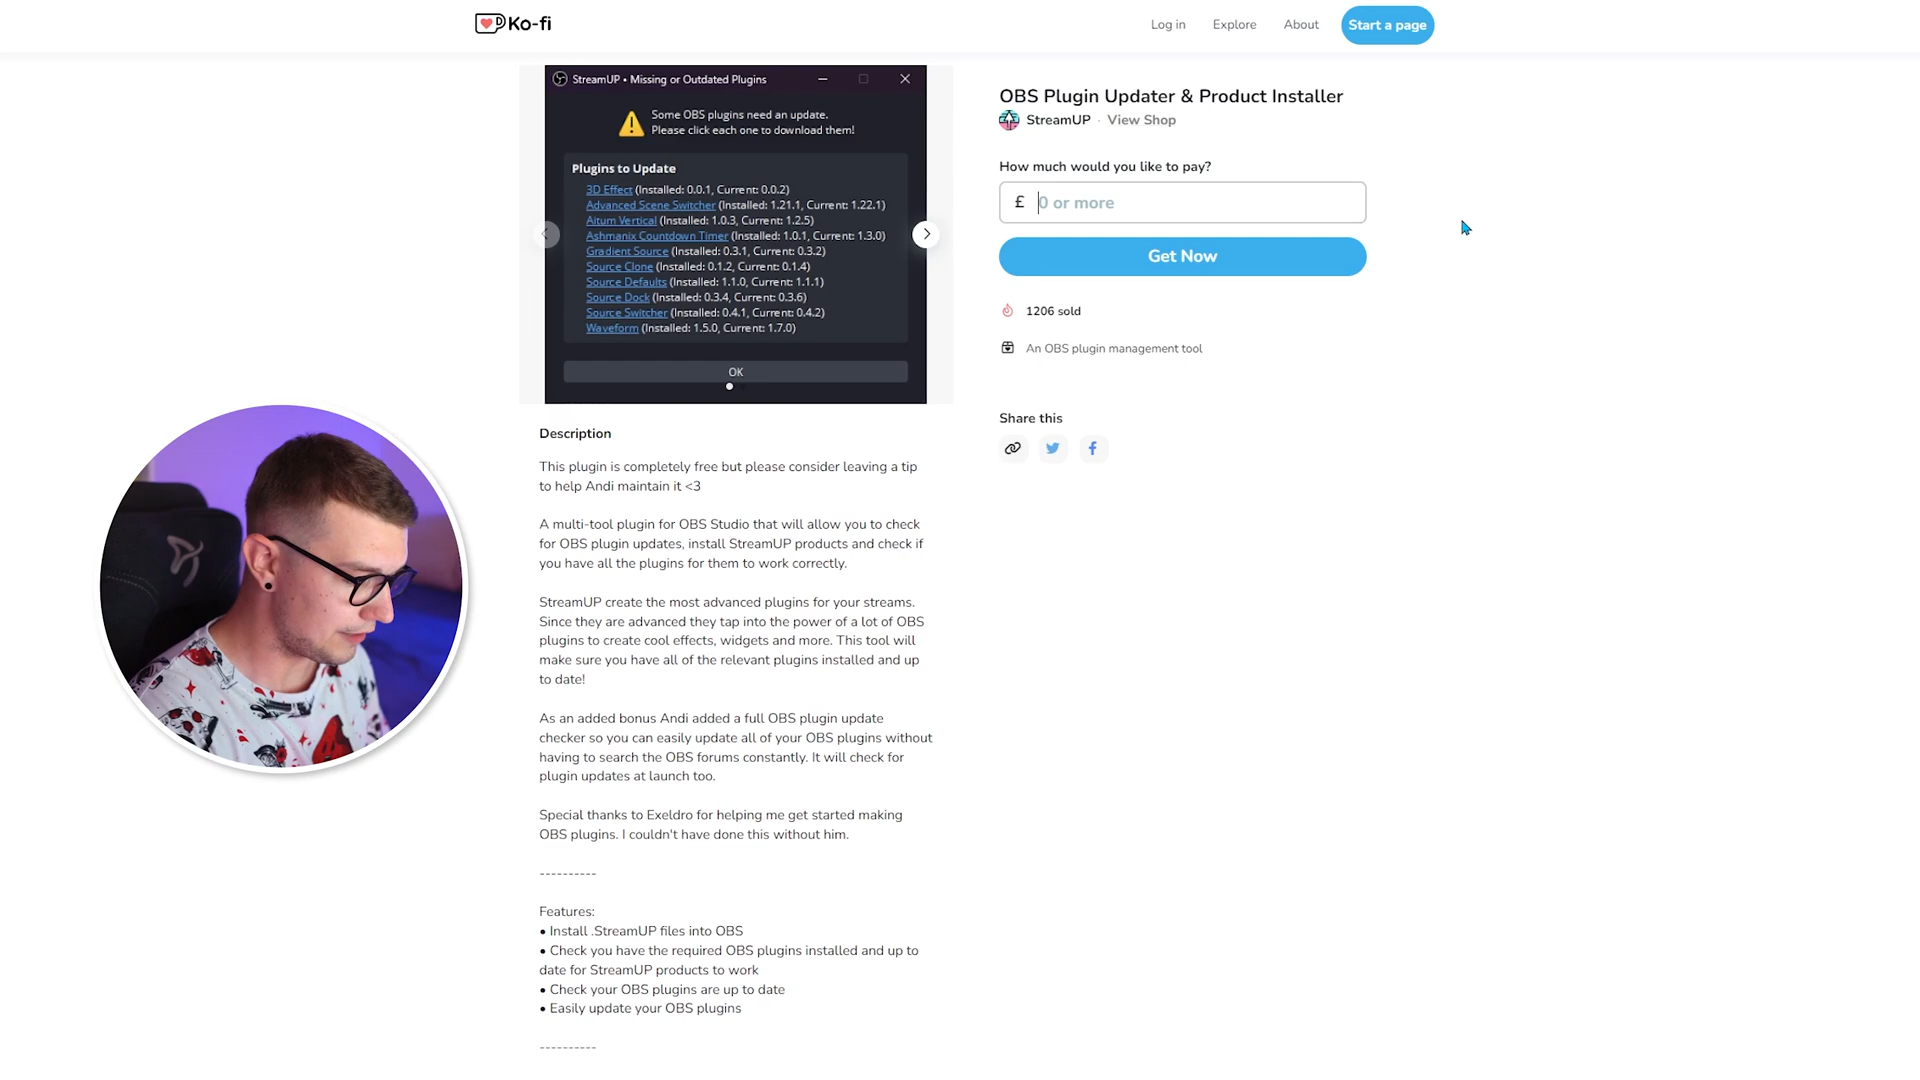 Ko-fi
Log in
Explore
About
Start a page
StreamUP • Missing or Outdated Plugins
Some OBS plugins need an update.
Please click each one to download them!
Plugins to Update
3D Effect (Installed: 0.0.1, Current: 0.0.2)
Advanced Scene Switcher (Installed: 1.21.1, Current: 1.22.1)
Aitum Vertical (Installed: 1.0.3, Current: 1.2.5)
Ashmanix Countdown Timer (Installed: 1.0.1, Current: 1.3.0)
Gradient Source (Installed: 0.3.1, Current: 0.3.2)
Source Clone (Installed: 0.1.2, Current: 0.1.4)
Source Defaults (Installed: 1.1.0, Current: 1.1.1)
Source Dock (Installed: 0.3.4, Current: 0.3.6)
Source Switcher (Installed: 0.4.1, Current: 0.4.2)
Waveform (Installed: 1.5.0, Current: 1.7.0)
OK
OBS Plugin Updater & Product Installer
StreamUP · View Shop
How much would you like to pay?
£ 0 or more
Get Now
1206 sold
An OBS plugin management tool
Share this
Description
This plugin is completely free but please consider leaving a tip
to help Andi maintain it <3
A multi-tool plugin for OBS Studio that will allow you to check
for OBS plugin updates, install StreamUP products and check if
you have all the plugins for them to work correctly.
StreamUP create the most advanced plugins for your streams.
Since they are advanced they tap into the power of a lot of OBS
plugins to create cool effects, widgets and more. This tool will
make sure you have all of the relevant plugins installed and up
to date!
As an added bonus Andi added a full OBS plugin update
checker so you can easily update all of your OBS plugins without
having to search the OBS forums constantly. It will check for
plugin updates at launch too.
Special thanks to Exeldro for helping me get started making
OBS plugins. I couldn't have done this without him.
----------
Features:
• Install .StreamUP files into OBS
• Check you have the required OBS plugins installed and up to
date for StreamUP products to work
• Check your OBS plugins are up to date
• Easily update your OBS plugins
----------